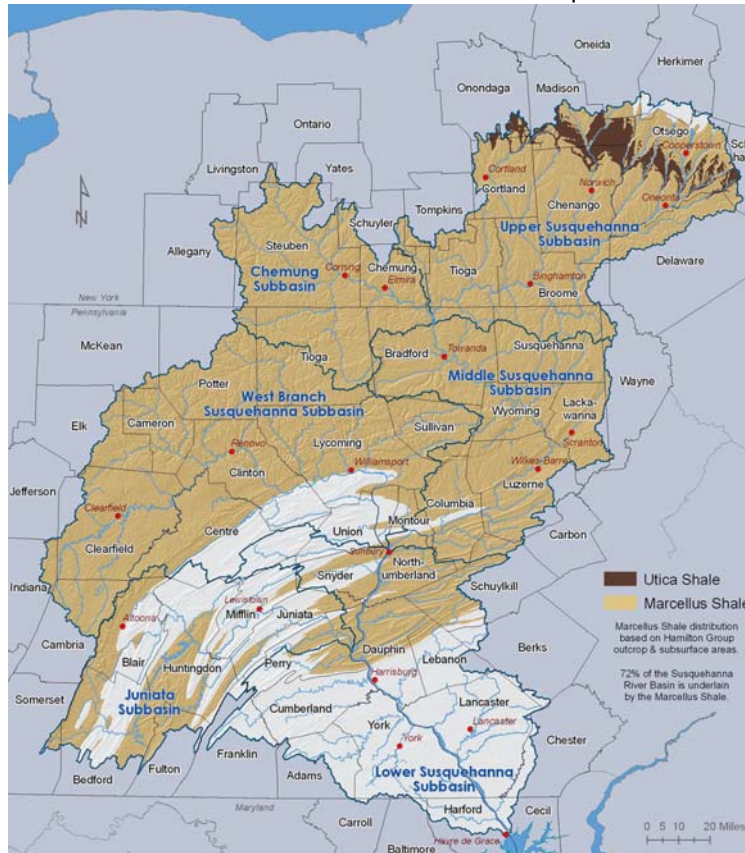 Oneida
Herkimer
Onondaga
Madison
Ontario
Otsego
Cooperstown
Livingston
Yates
Cortland
Cortland
Norwich
Chenango
Oneonta
Tompkins
Schuyler
Allegany
Steuben
Upper Susquehanna
Subbasin
Chemung
Subbasin
Corning
Chemung
Elmira
Tioga
Binghamton
Broome
Delaware
New York
Pennsylvania
McKean
Tioga
Bradford
Towanda
Susquehanna
Potter
Middle Susquehanna
Subbasin
Wayne
West Branch
Susquehanna Subbasin
Wyoming
Lacka-
wanna
Elk
Cameron
Sullivan
Scranton
Renovo
Lycoming
Clinton
Williamsport
Wilkes-Barre
Luzerne
Jefferson
Columbia
Clearfield
Centre
Union
Montour
Carbon
Clearfield
Sunbury
North-
umberland
Indiana
Snyder
Schuylkill
Utica Shale
Marcellus Shale
Lewistown
Mifflin
Juniata
Altoona
Marcellus Shale distribution
based on Hamilton Group
outcrop & subsurface areas.
Cambria
Blair
Huntingdon
Perry
Dauphin
Lebanon
Berks
72% of the Susquehanna
River Basin is underlain
by the Marcellus Shale.
Somerset
Juniata
Subbasin
Harrisburg
Cumberland
Lancaster
York
Lancaster
York
Chester
Bedford
Fulton
Franklin
Adams
Lower Susquehanna
Subbasin
Maryland
Harford
Cecil
Carroll
Baltimore
Havre de Grace
0 5 10 20 Miles